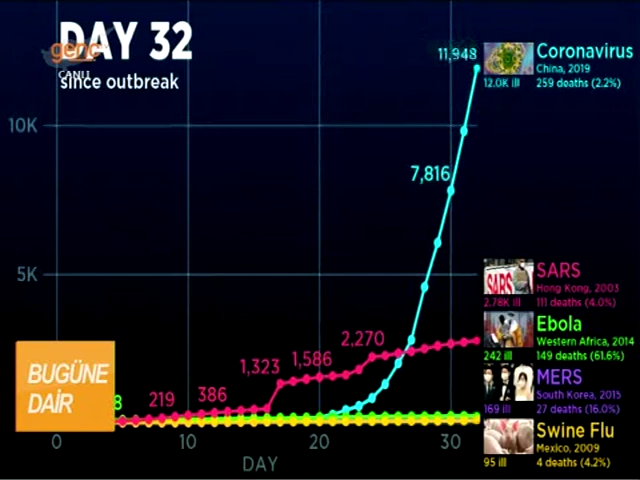 DAY 32
genç
CANLI
since outbreak
10K
5K
11,948
7,816
2,270
1,586
1,323
386
219
8
BUGÜNE
DAİR
0
10
20
30
DAY
Coronavirus
China, 2019
12.0K ill
259 deaths (2.2%)
SARS
SARS
Hong Kong, 2003
2.78K ill
111 deaths (4.0%)
Ebola
Western Africa, 2014
242 ill
149 deaths (61.6%)
MERS
South Korea, 2015
169 ill
27 deaths (16.0%)
Swine Flu
Mexico, 2009
95 ill
4 deaths (4.2%)